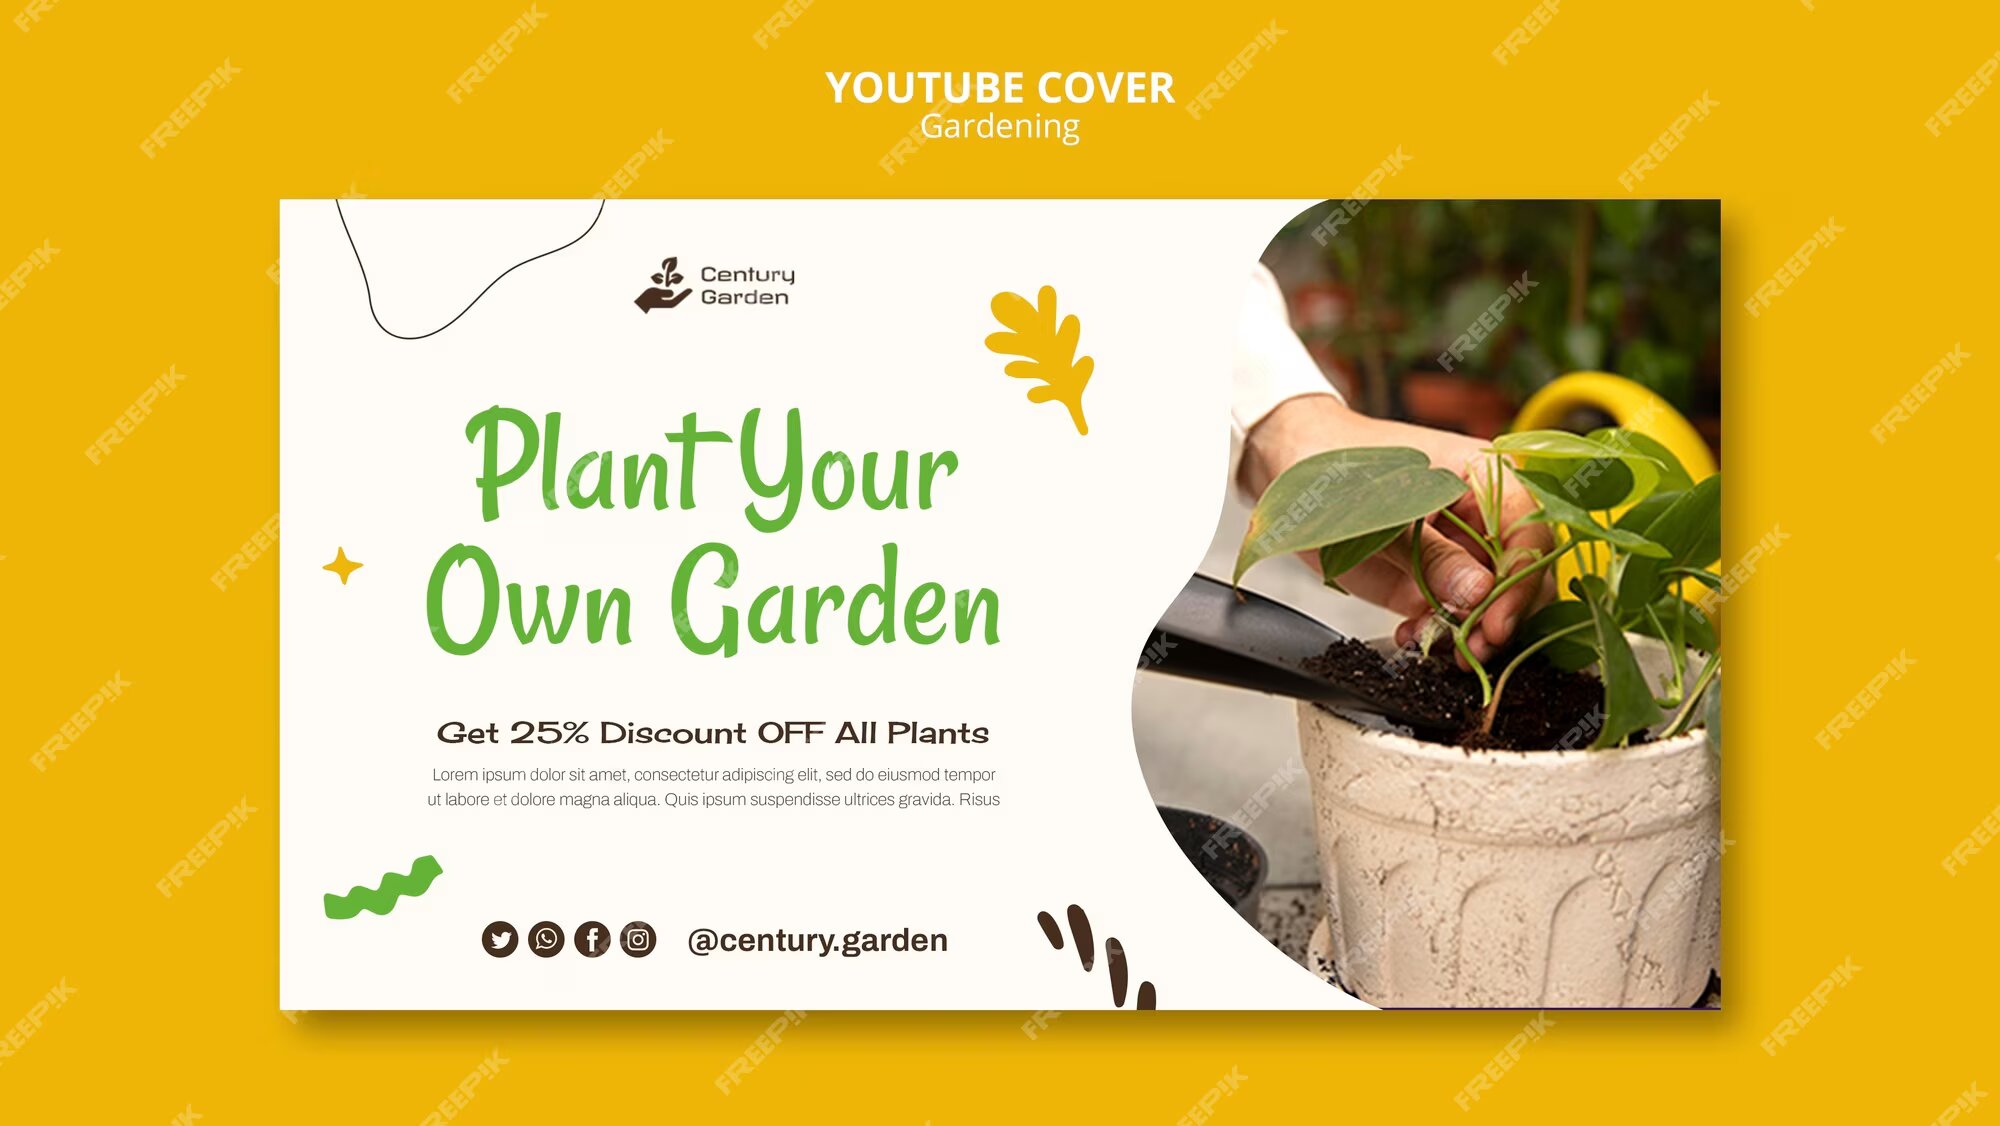 YOUTUBE COVER
Gardening
Century
Garden
Plant Your
Own Garden
Get 25% Discount OFF All Plants
Lorem ipsum dolor sit amet, consectetur adipiscing elit, sed do eiusmod tempor
ut labore et dolore magna aliqua. Quis ipsum suspendisse ultrices gravida. Risus
@century.garden
FREEPIK